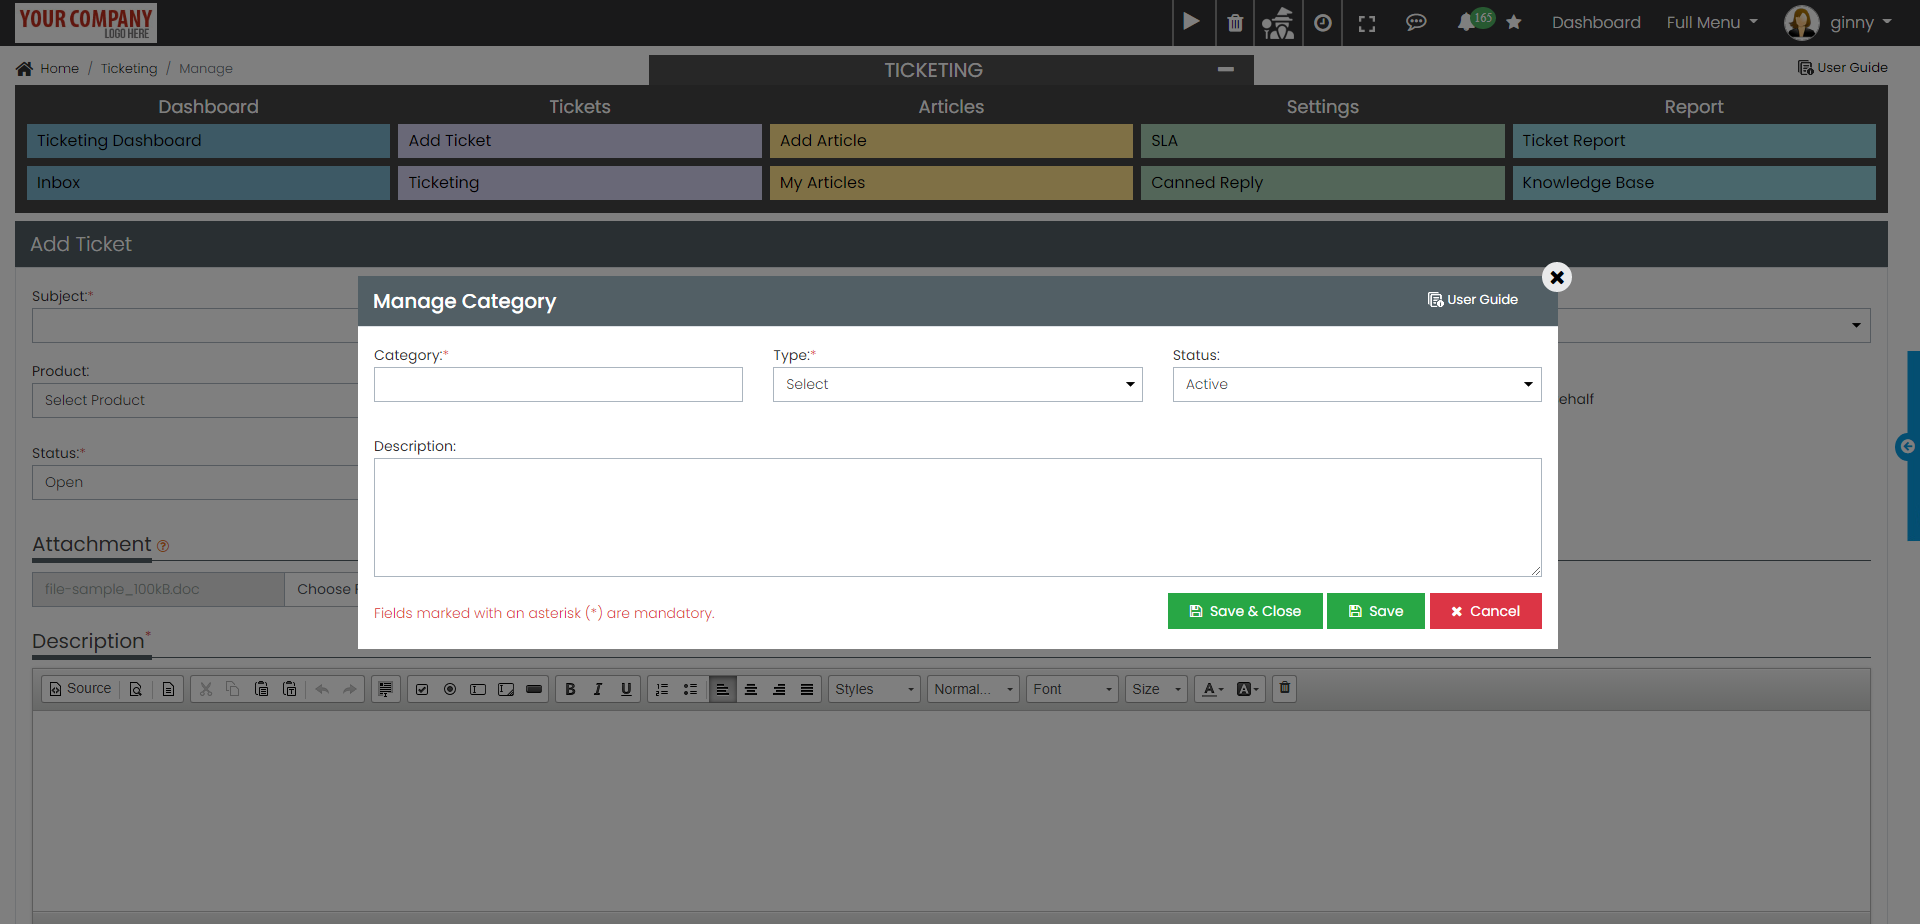 YOUR COMPANY
LOGO HERE
165
Dashboard
Full Menu
ginny
Home / Ticketing / Manage
TICKETING
User Guide
Dashboard
Tickets
Articles
Settings
Report
Ticketing Dashboard
Add Ticket
Add Article
SLA
Ticket Report
Inbox
Ticketing
My Articles
Canned Reply
Knowledge Base
Add Ticket
Manage Category
User Guide
Subject:*
Category:*
Type:*
Status:
Select
Active
Product:
Select Product
ehalf
Description:
Status:*
Open
Attachment
file-sample_100kB.doc
Choose F
Fields marked with an asterisk (*) are mandatory.
Save & Close
Save
Cancel
Description*
Source
B I U
Styles
Normal...
Font
Size
A
A